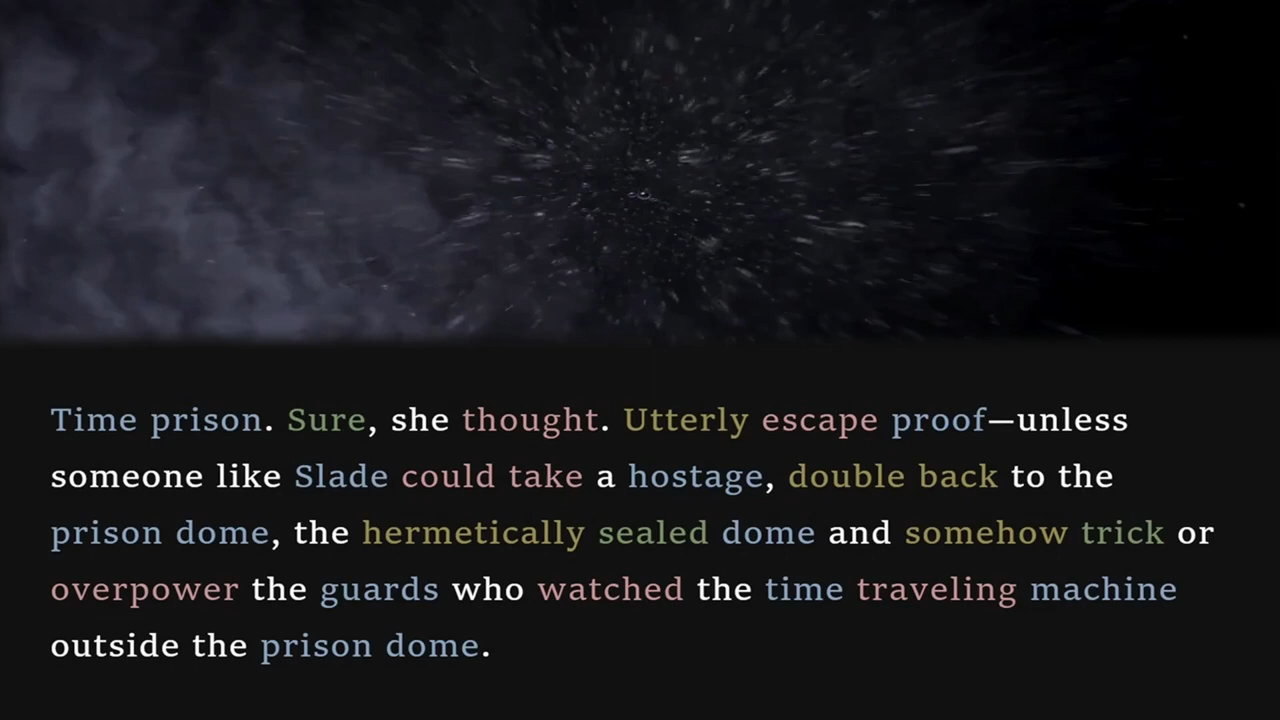 Time prison. Sure, she thought. Utterly escape proof—unless
someone like Slade could take a hostage, double back to the
prison dome, the hermetically sealed dome and somehow trick or
overpower the guards who watched the time traveling machine
outside the prison dome.